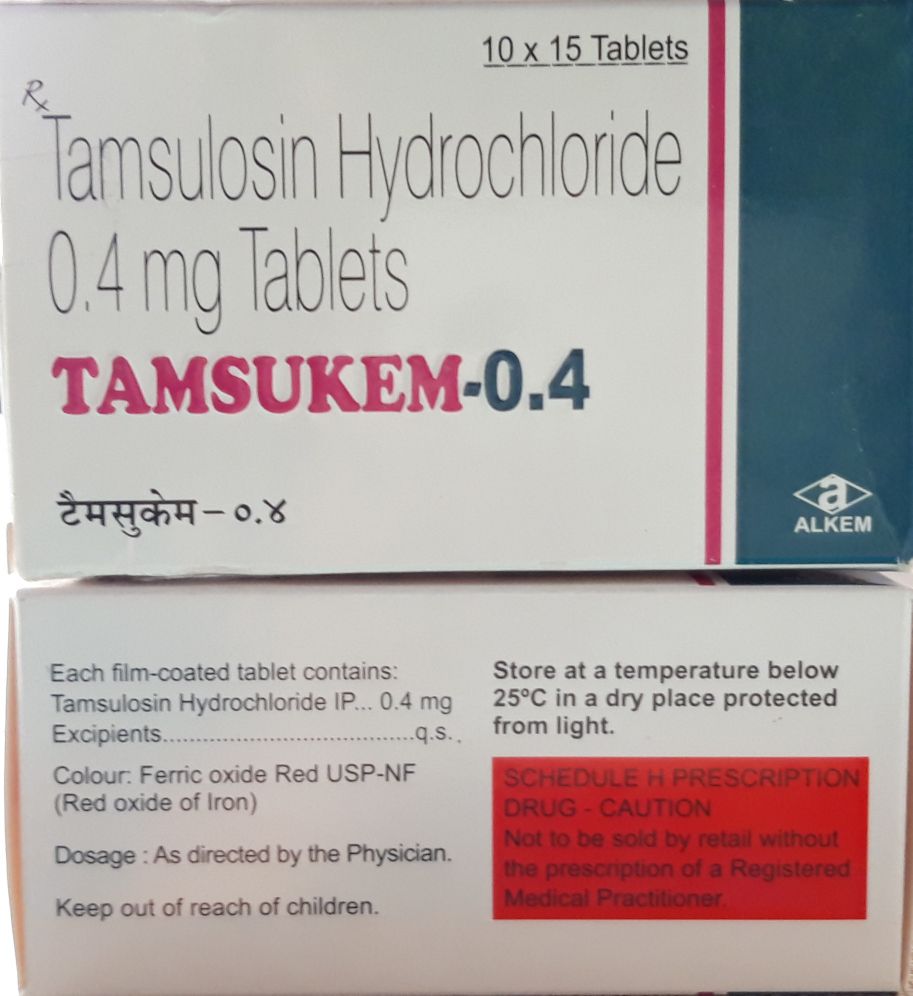 10 x 15 Tablets
Rx
Tamsulosin Hydrochloride
0.4 mg Tablets
TAMSUKEM-0.4
टैमसुकेम – ०.४
a
ALKEM
Each film-coated tablet contains:
Tamsulosin Hydrochloride IP... 0.4 mg
Excipients......................................q.s..
Colour: Ferric oxide Red USP-NF
(Red oxide of Iron)
Dosage : As directed by the Physician.
Keep out of reach of children.
Store at a temperature below
25ºC in a dry place protected
from light.
SCHEDULE H PRESCRIPTION
DRUG - CAUTION
Not to be sold by retail without
the prescription of a Registered
Medical Practitioner.